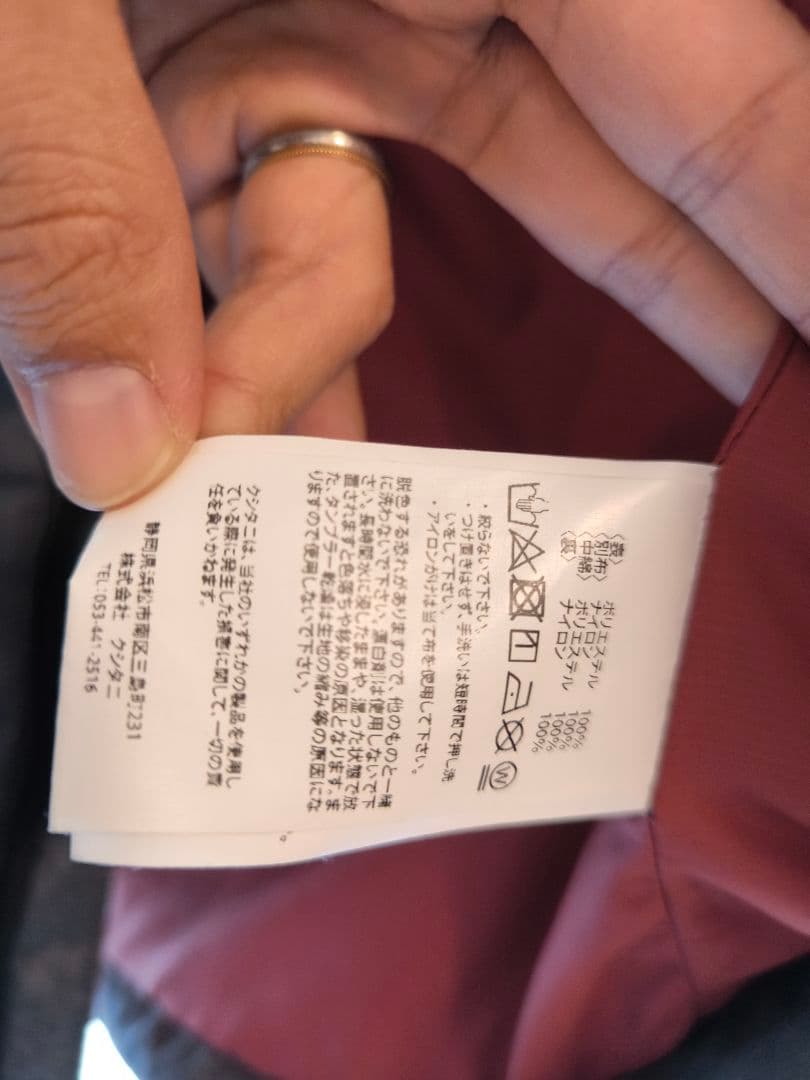 〈表〉 ポリエステル 100%
〈別布〉 ナイロン 100%
〈中綿〉 ポリエステル 100%
〈裏〉 ナイロン 100%
W
・絞らないで下さい。
・つけ置きはせず、手洗いは短時間で押し洗
いをして下さい。
・アイロンがけは当て布を使用して下さい。
脱色する恐れがありますので、他のものと一緒
に洗わないで下さい。蛍白剤は使用しないで下
さい。長時間水に浸したままや、湿った状態で放
置されますと色落ちや移染の原因となります。ま
た、タンブラー乾燥は生地の縮み等の原因にな
りますので使用しないで下さい。
クシタニは、当社のいずれかの製品を使用し
ている際に発生した損害に関して、一切の責
任を負いかねます。
静岡県浜松市南区三島町1231
株式会社 クシタニ
TEL:053-441-2516